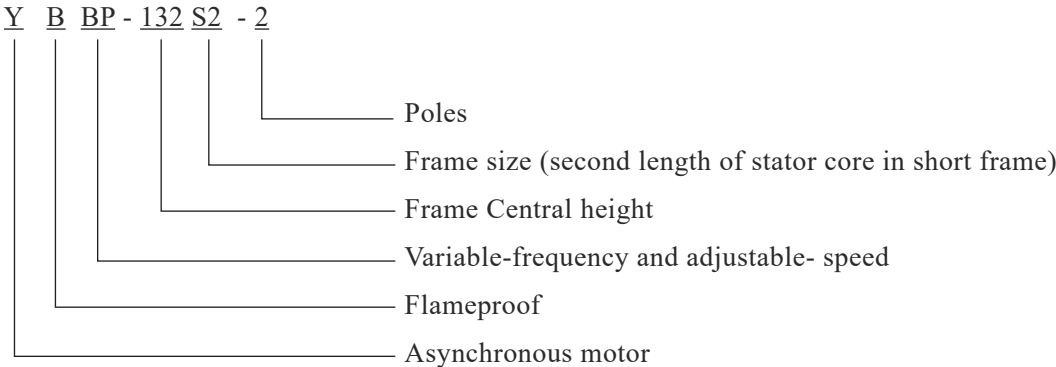 Y B BP - 132 S2 - 2
Poles
Frame size (second length of stator core in short frame)
Frame Central height
Variable-frequency and adjustable- speed
Flameproof
Asynchronous motor